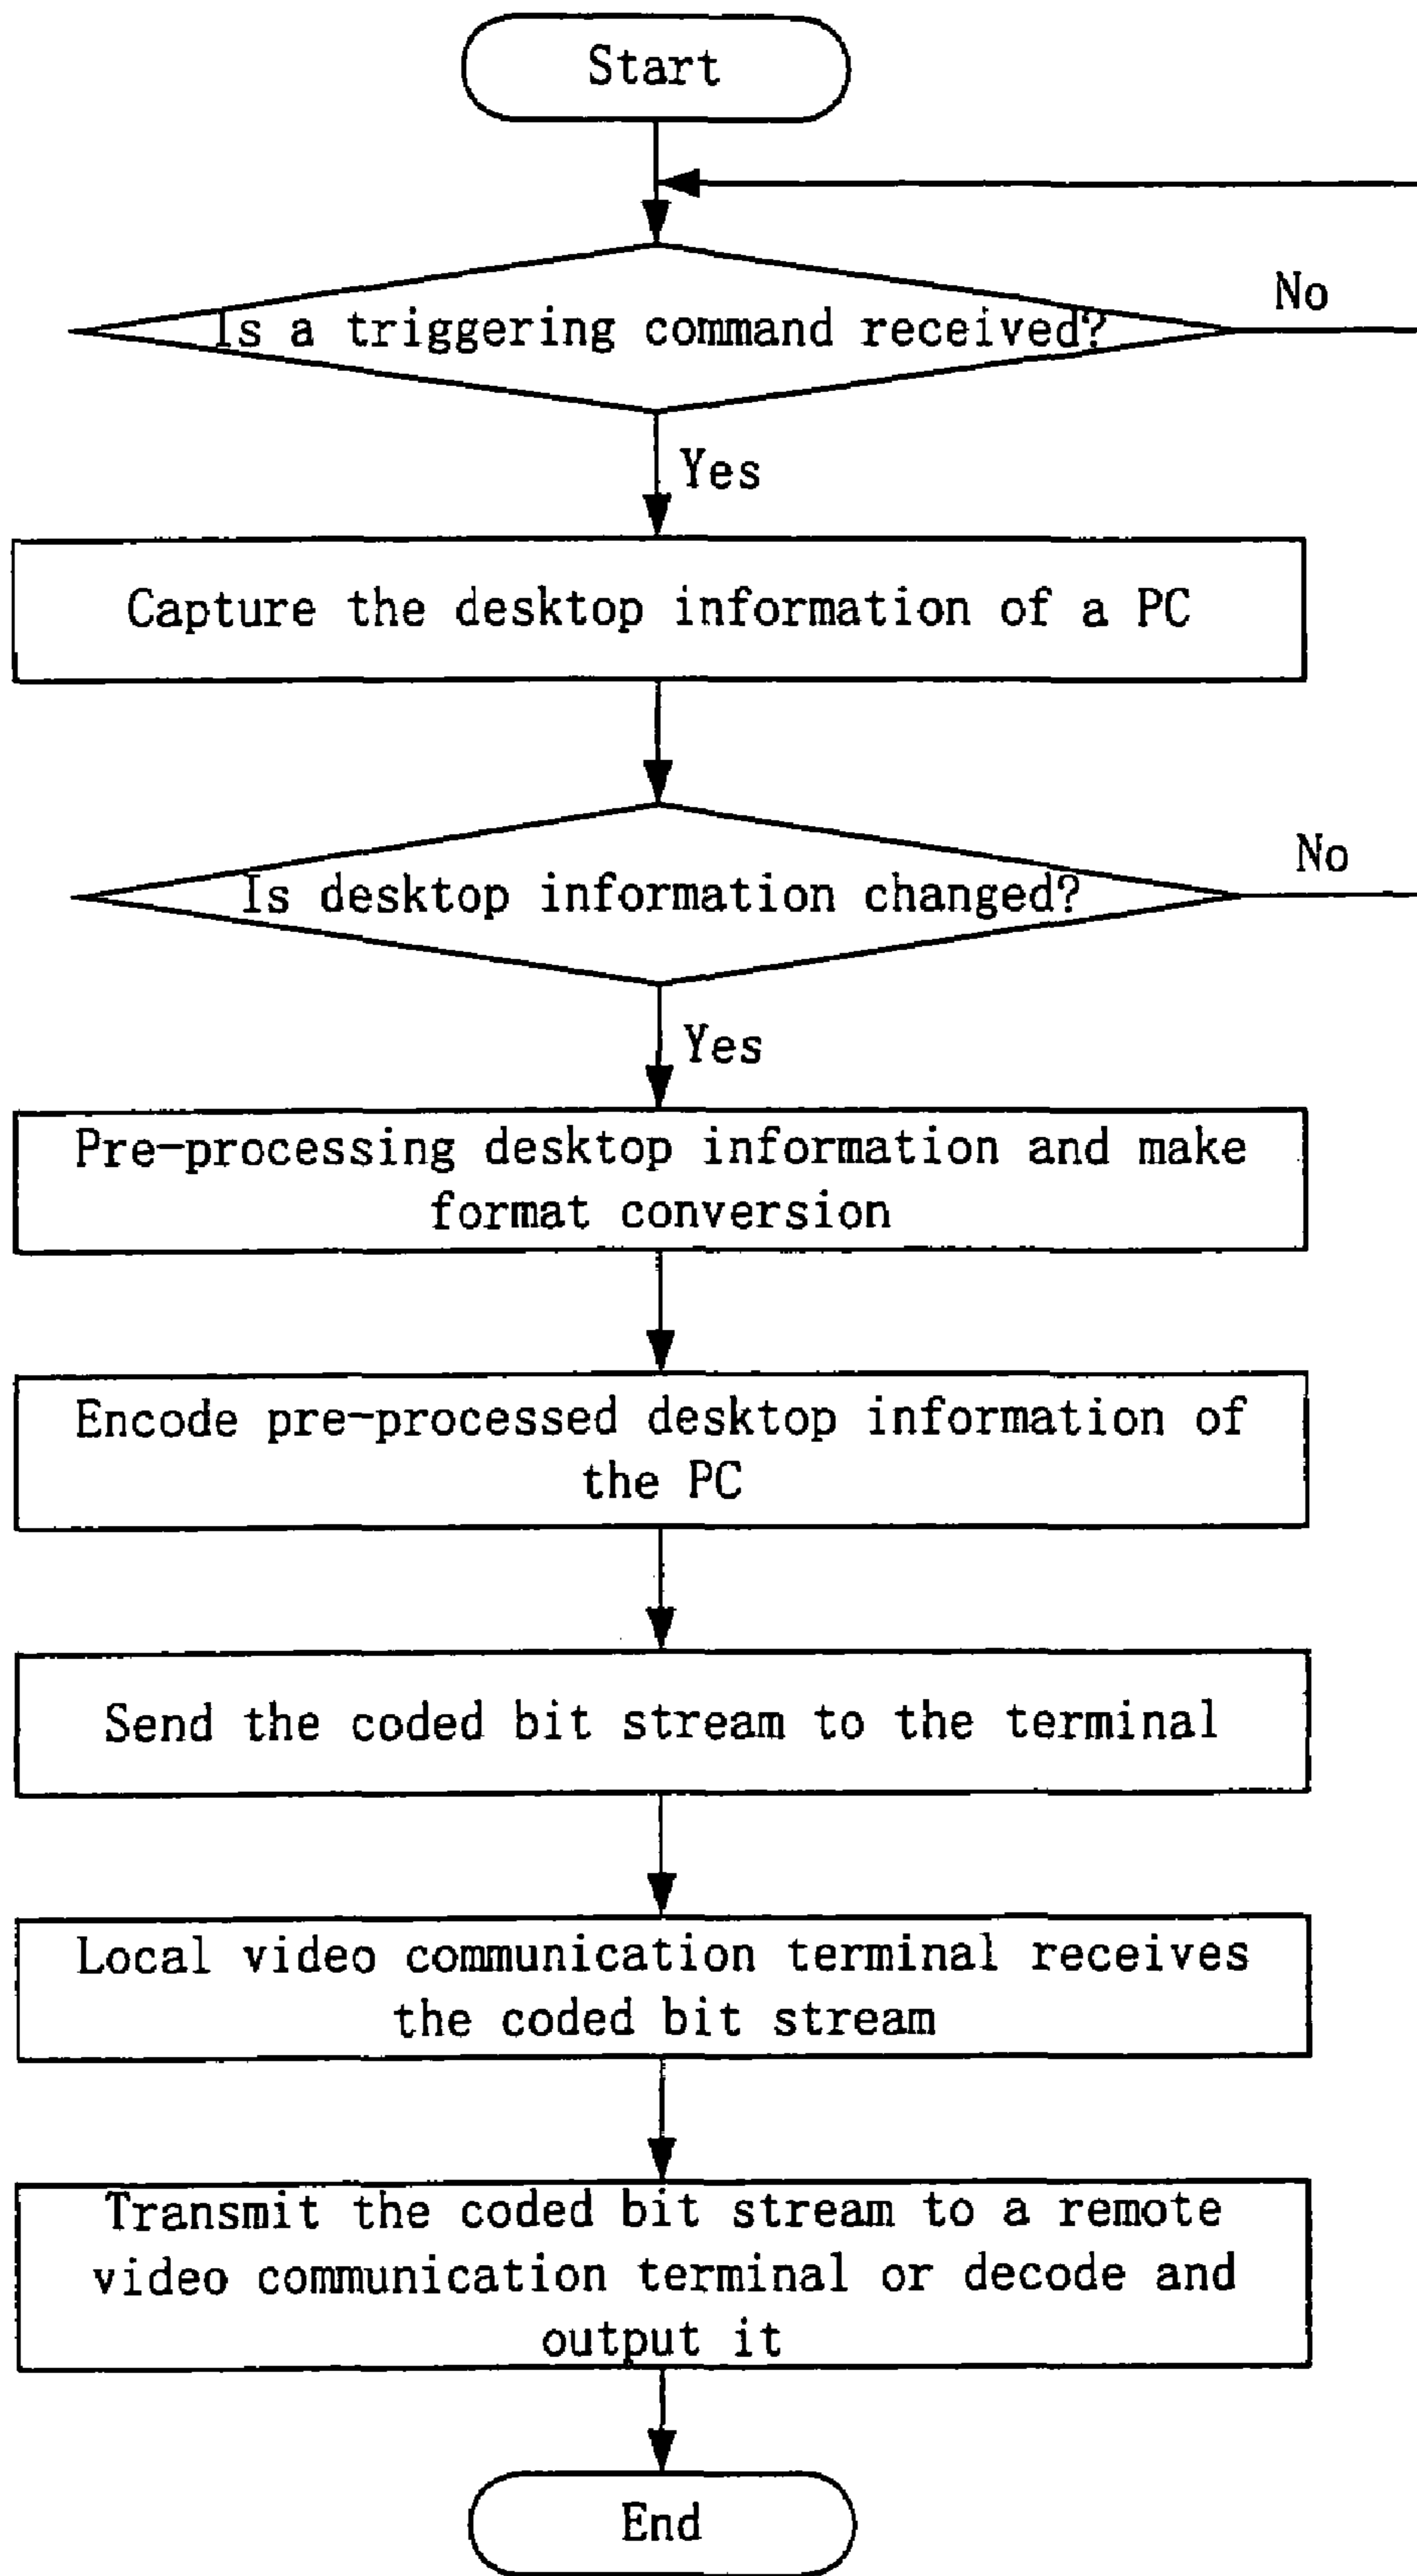 Start
Is a triggering command received?
No
Yes
Capture the desktop information of a PC
Is desktop information changed?
No
Yes
Pre-processing desktop information and make
format conversion
Encode pre-processed desktop information of
the PC
Send the coded bit stream to the terminal
Local video communication terminal receives
the coded bit stream
Transmit the coded bit stream to a remote
video communication terminal or decode and
output it
End